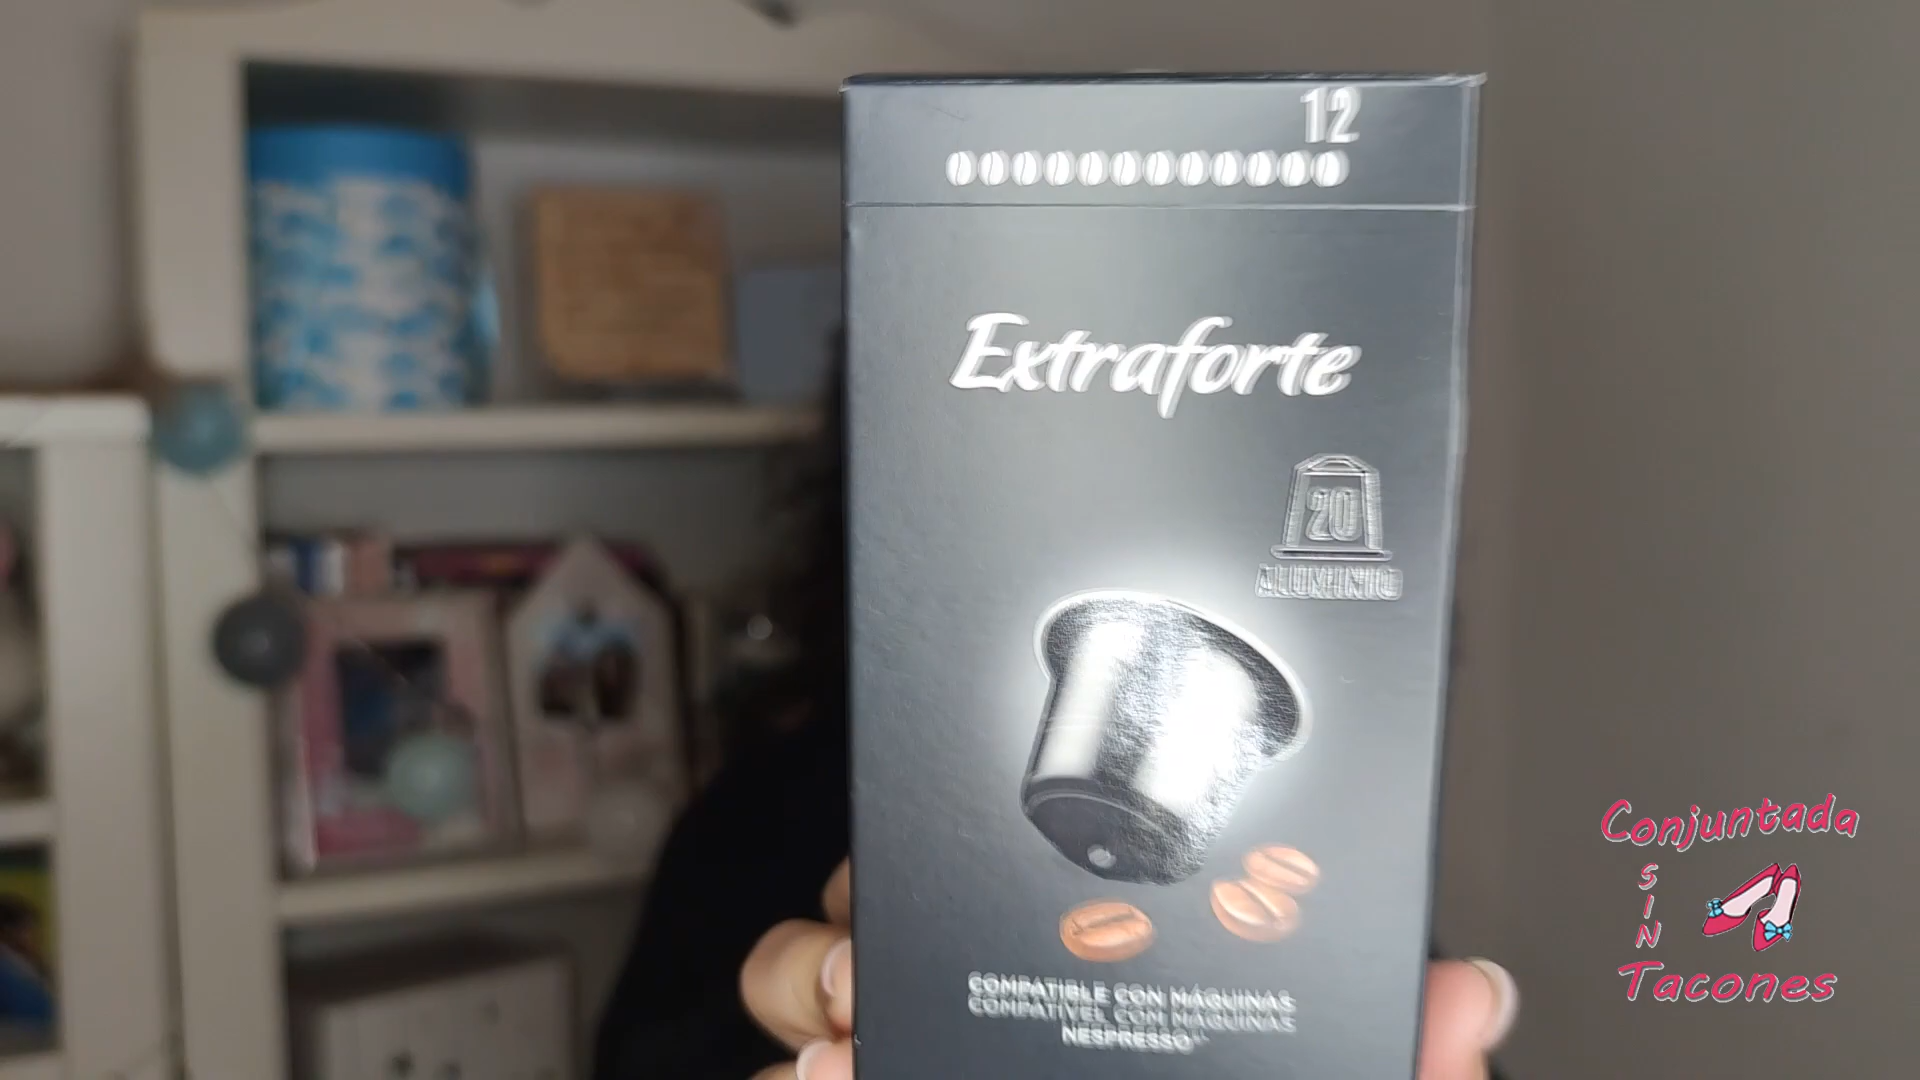 12
Extraforte
20
ALUMINIO
COMPATIBLE CON MÁQUINAS
COMPATÍVEL COM MÁQUINAS
NESPRESSO
Conjuntada
SIN
Tacones